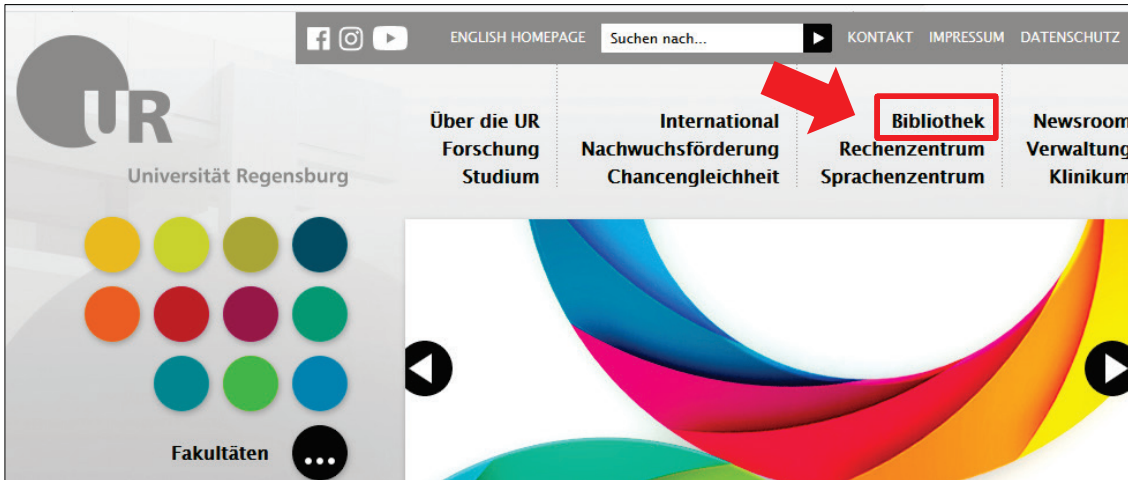 ENGLISH HOMEPAGE Suchen nach... KONTAKT IMPRESSUM DATENSCHUTZ
UR
Universität Regensburg
Über die UR International Bibliothek Newsroom
Forschung Nachwuchsförderung Rechenzentrum Verwaltung
Studium Chancengleichheit Sprachenzentrum Klinikum
Fakultäten ...